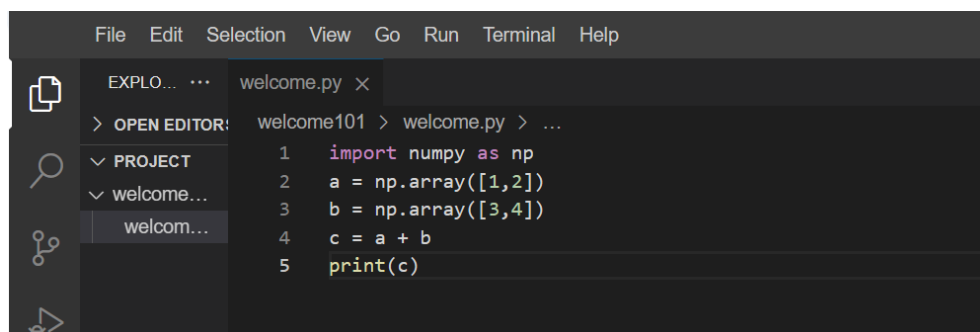 File Edit Selection View Go Run Terminal Help
EXPLO... ...
welcome.py ×
> OPEN EDITORS
welcome101 > welcome.py > ...
PROJECT
welcome...
welcom...
1 import numpy as np
2 a = np.array([1,2])
3 b = np.array([3,4])
4 c = a + b
5 print(c)